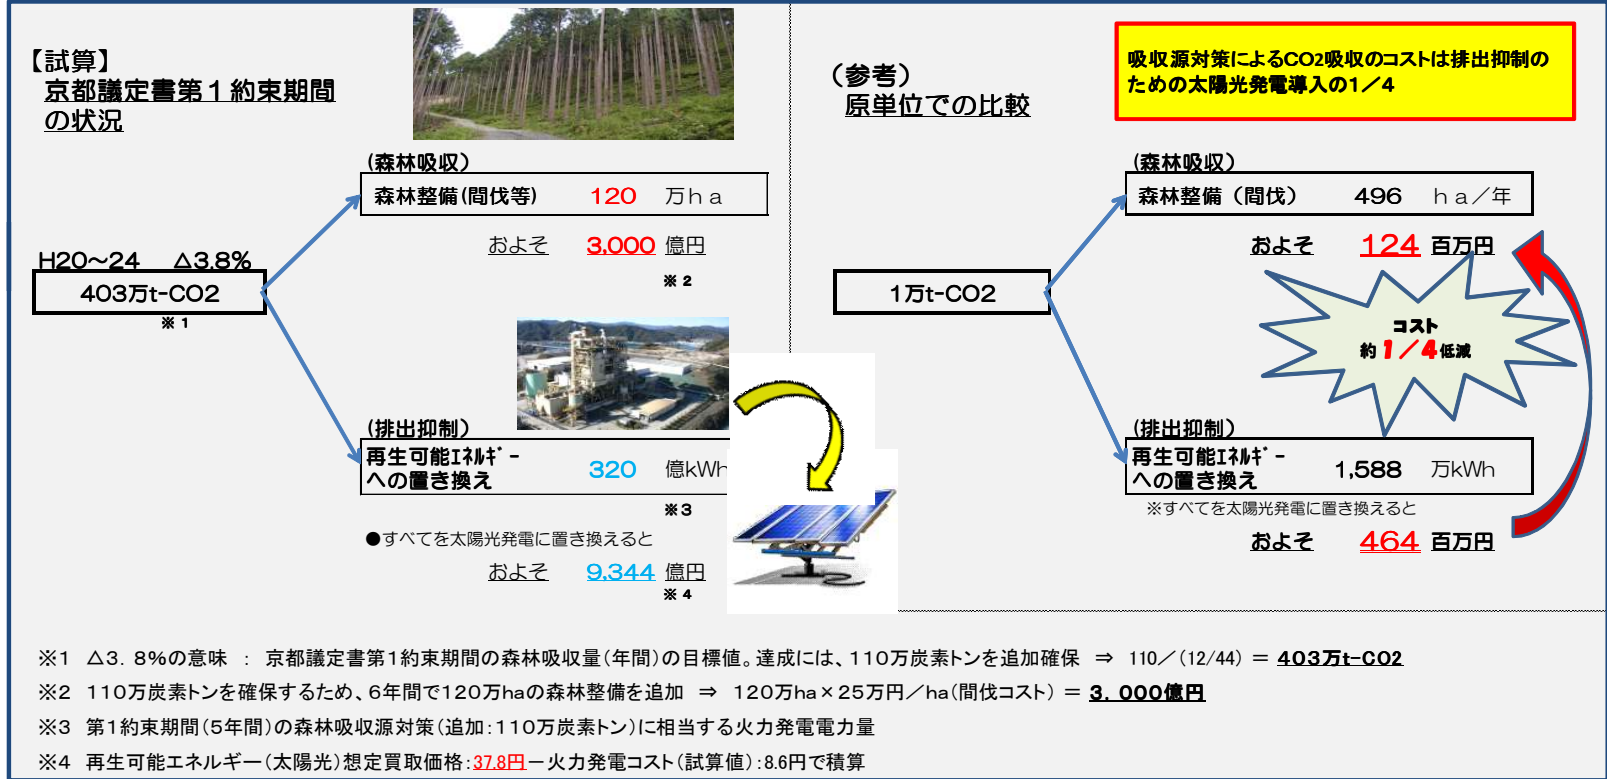 【試算】
京都議定書第1約束期間
の状況
(森林吸収)
森林整備(間伐等) 120 万ha
およそ 3,000 億円
※2
H20～24 △3.8%
403万t-CO2
※1
(排出抑制)
再生可能ｴﾈﾙｷﾞｰ
への置き換え 320 億kWh
※3
●すべてを太陽光発電に置き換えると
およそ 9,344 億円
※4
(参考)
原単位での比較
吸収源対策によるCO2吸収のコストは排出抑制の
ための太陽光発電導入の1／4
(森林吸収)
森林整備（間伐） 496 ha／年
およそ 124 百万円
1万t-CO2
コスト
約1／4低減
(排出抑制)
再生可能ｴﾈﾙｷﾞｰ
への置き換え 1,588 万kWh
※すべてを太陽光発電に置き換えると
およそ 464 百万円
※1 △3．8%の意味 ： 京都議定書第1約束期間の森林吸収量(年間)の目標値。達成には、110万炭素トンを追加確保 ⇒ 110／(12/44) ＝ 403万t-CO2
※2 110万炭素トンを確保するため、6年間で120万haの森林整備を追加 ⇒ 120万ha×25万円／ha(間伐コスト) ＝ 3．000億円
※3 第1約束期間(5年間)の森林吸収源対策(追加:110万炭素トン)に相当する火力発電電力量
※4 再生可能エネルギー(太陽光)想定買取価格:37.8円－火力発電コスト(試算値):8.6円で積算